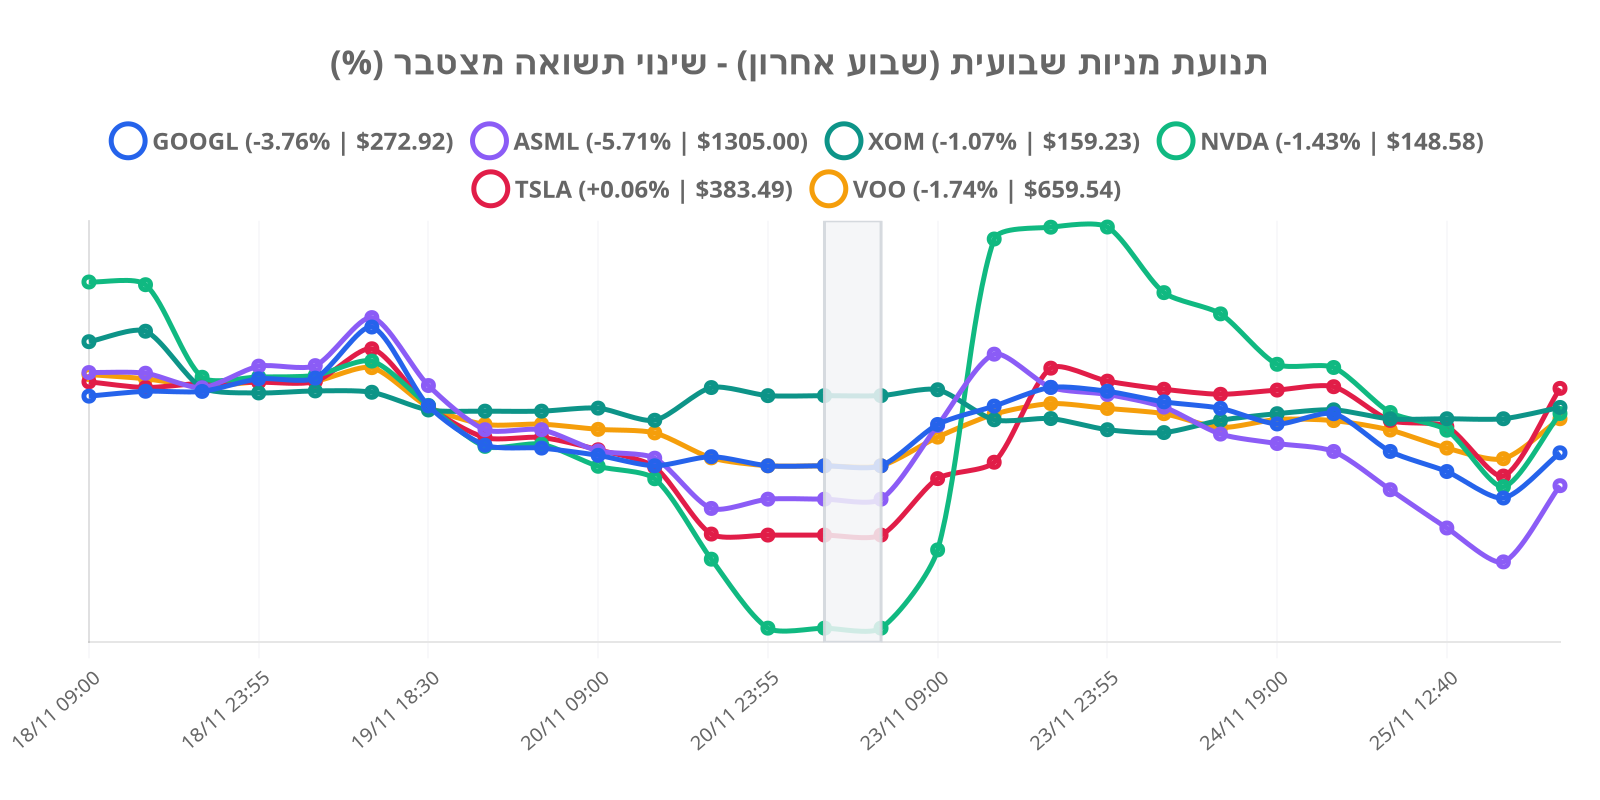 תנועת מניות שבועית (שבוע אחרון) - שינוי תשואה מצטבר (%)
GOOGL (-3.76% | $272.92) ASML (-5.71% | $1305.00) XOM (-1.07% | $159.23) NVDA (-1.43% | $148.58)
TSLA (+0.06% | $383.49) VOO (-1.74% | $659.54)
18/11 09:00 18/11 23:55 19/11 18:30 20/11 09:00 20/11 23:55 23/11 09:00 23/11 23:55 24/11 19:00 25/11 12:40